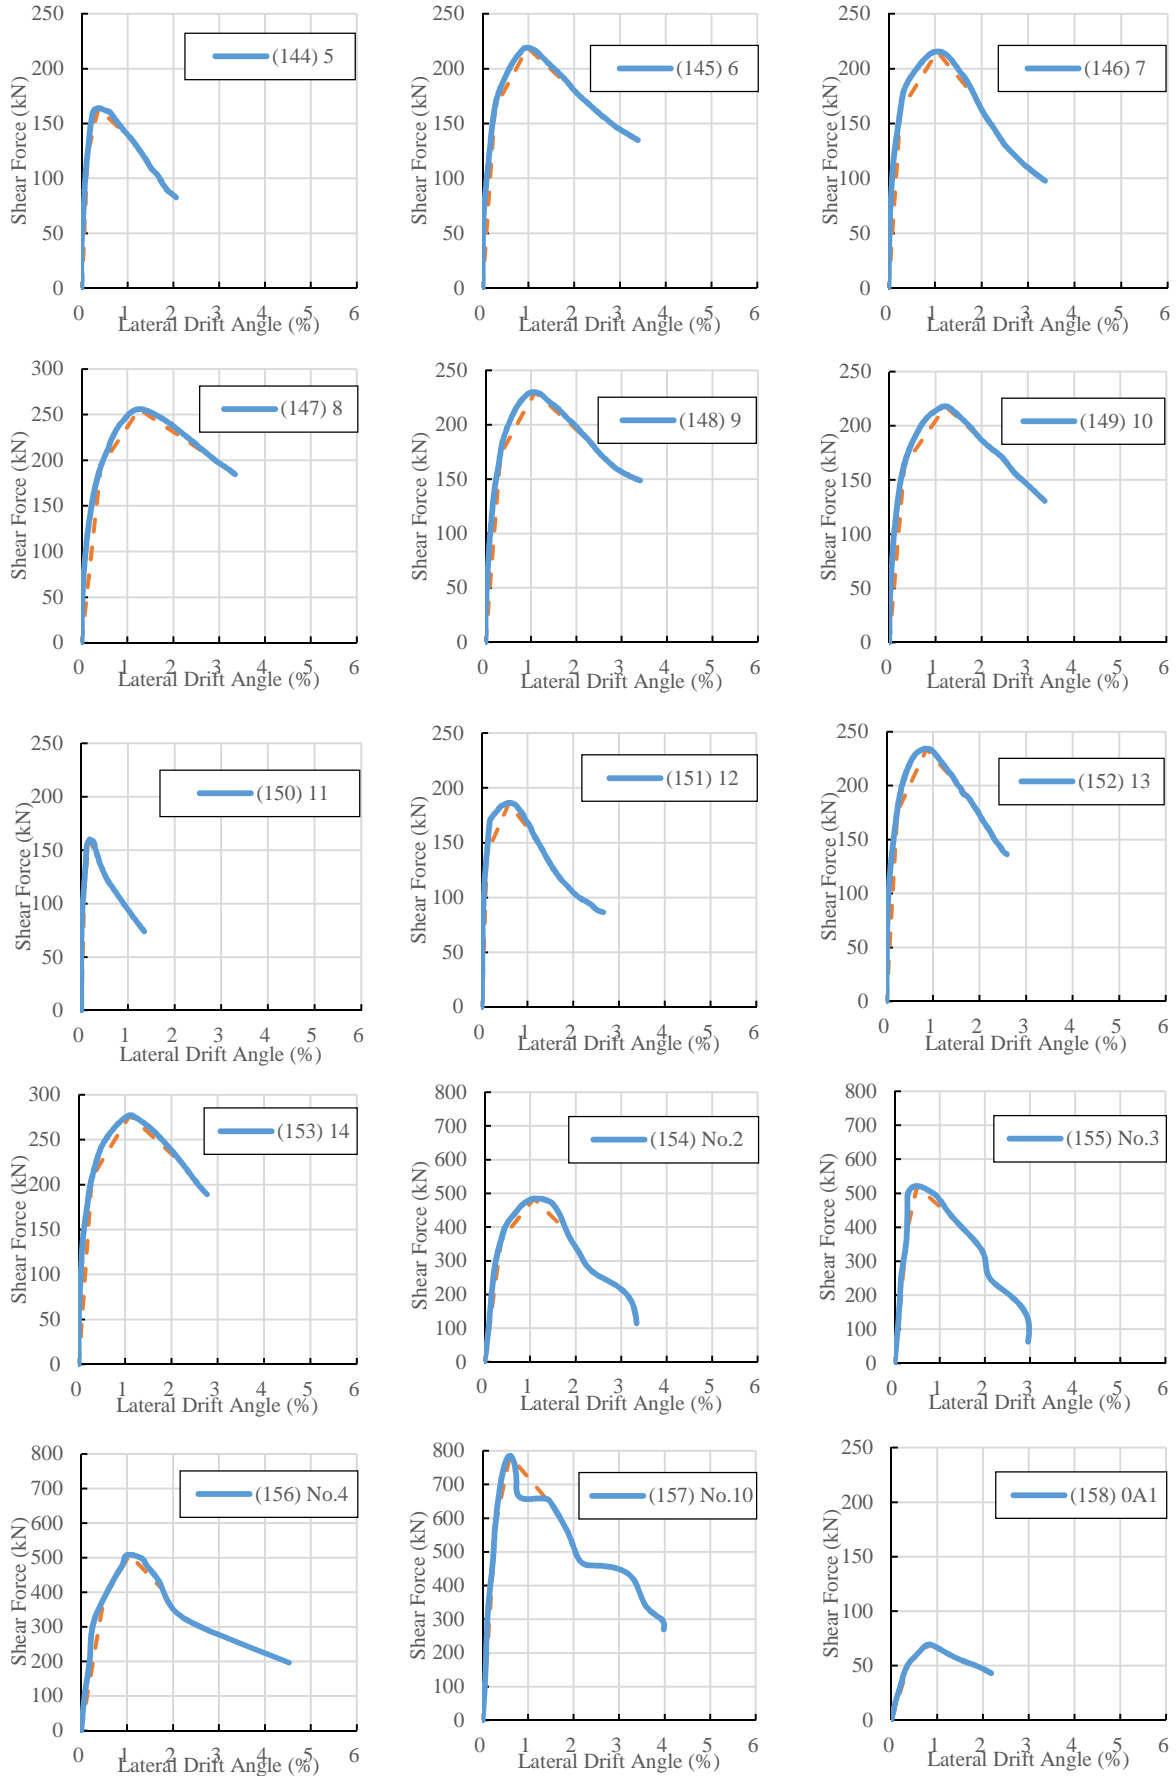 Shear Force (kN)
250
200
150
100
50
0
0 1 2 3 4 5 6
Lateral Drift Angle (%)
(144) 5
Shear Force (kN)
250
200
150
100
50
0
0 1 2 3 4 5 6
Lateral Drift Angle (%)
(145) 6
Shear Force (kN)
250
200
150
100
50
0
0 1 2 3 4 5 6
Lateral Drift Angle (%)
(146) 7
Shear Force (kN)
300
250
200
150
100
50
0
0 1 2 3 4 5 6
Lateral Drift Angle (%)
(147) 8
Shear Force (kN)
250
200
150
100
50
0
0 1 2 3 4 5 6
Lateral Drift Angle (%)
(148) 9
Shear Force (kN)
250
200
150
100
50
0
0 1 2 3 4 5 6
Lateral Drift Angle (%)
(149) 10
Shear Force (kN)
250
200
150
100
50
0
0 1 2 3 4 5 6
Lateral Drift Angle (%)
(150) 11
Shear Force (kN)
250
200
150
100
50
0
0 1 2 3 4 5 6
Lateral Drift Angle (%)
(151) 12
Shear Force (kN)
250
200
150
100
50
0
0 1 2 3 4 5 6
Lateral Drift Angle (%)
(152) 13
Shear Force (kN)
300
250
200
150
100
50
0
0 1 2 3 4 5 6
Lateral Drift Angle (%)
(153) 14
Shear Force (kN)
800
700
600
500
400
300
200
100
0
0 1 2 3 4 5 6
Lateral Drift Angle (%)
(154) No.2
Shear Force (kN)
800
700
600
500
400
300
200
100
0
0 1 2 3 4 5 6
Lateral Drift Angle (%)
(155) No.3
Shear Force (kN)
800
700
600
500
400
300
200
100
0
0 1 2 3 4 5 6
Lateral Drift Angle (%)
(156) No.4
Shear Force (kN)
800
700
600
500
400
300
200
100
0
0 1 2 3 4 5 6
Lateral Drift Angle (%)
(157) No.10
Shear Force (kN)
250
200
150
100
50
0
0 1 2 3 4 5 6
Lateral Drift Angle (%)
(158) 0A1